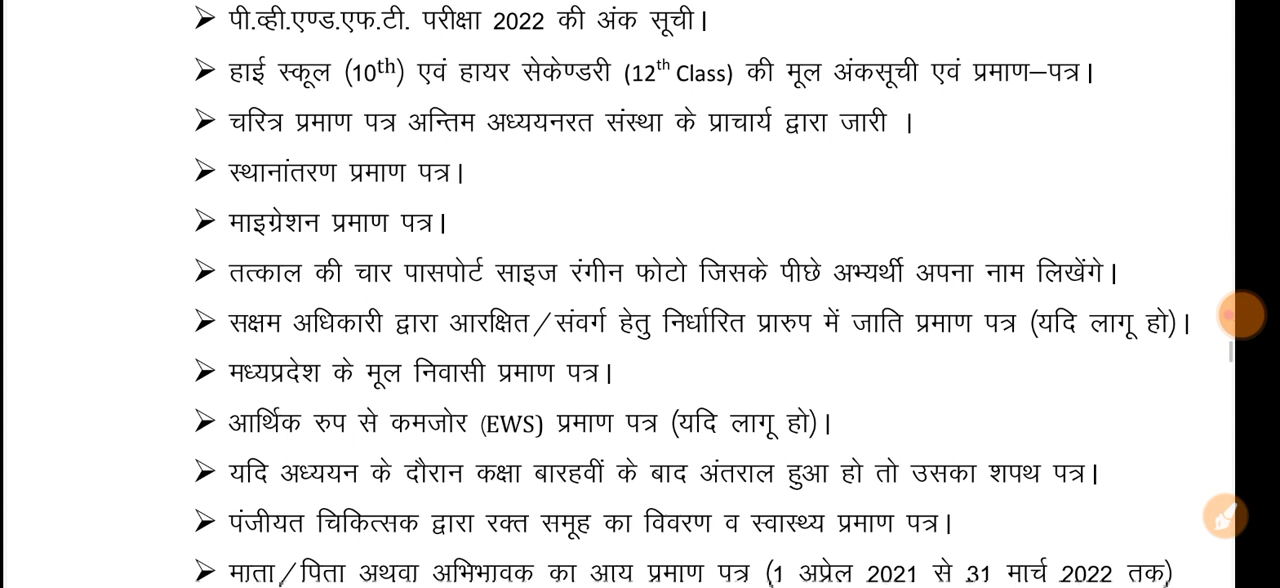 ➢ पी.व्ही.एण्ड.एफ.टी. परीक्षा 2022 की अंक सूची।
➢ हाई स्कूल (10th) एवं हायर सेकेण्डरी (12th Class) की मूल अंकसूची एवं प्रमाण–पत्र।
➢ चरित्र प्रमाण पत्र अन्तिम अध्ययनरत संस्था के प्राचार्य द्वारा जारी ।
➢ स्थानांतरण प्रमाण पत्र।
➢ माइग्रेशन प्रमाण पत्र।
➢ तत्काल की चार पासपोर्ट साइज रंगीन फोटो जिसके पीछे अभ्यर्थी अपना नाम लिखेंगे।
➢ सक्षम अधिकारी द्वारा आरक्षित/संवर्ग हेतु निर्धारित प्रारुप में जाति प्रमाण पत्र (यदि लागू हो)।
➢ मध्यप्रदेश के मूल निवासी प्रमाण पत्र।
➢ आर्थिक रुप से कमजोर (EWS) प्रमाण पत्र (यदि लागू हो)।
➢ यदि अध्ययन के दौरान कक्षा बारहवीं के बाद अंतराल हुआ हो तो उसका शपथ पत्र।
➢ पंजीयत चिकित्सक द्वारा रक्त समूह का विवरण व स्वास्थ्य प्रमाण पत्र।
➢ माता/पिता अथवा अभिभावक का आय प्रमाण पत्र (1 अप्रेल 2021 से 31 मार्च 2022 तक)